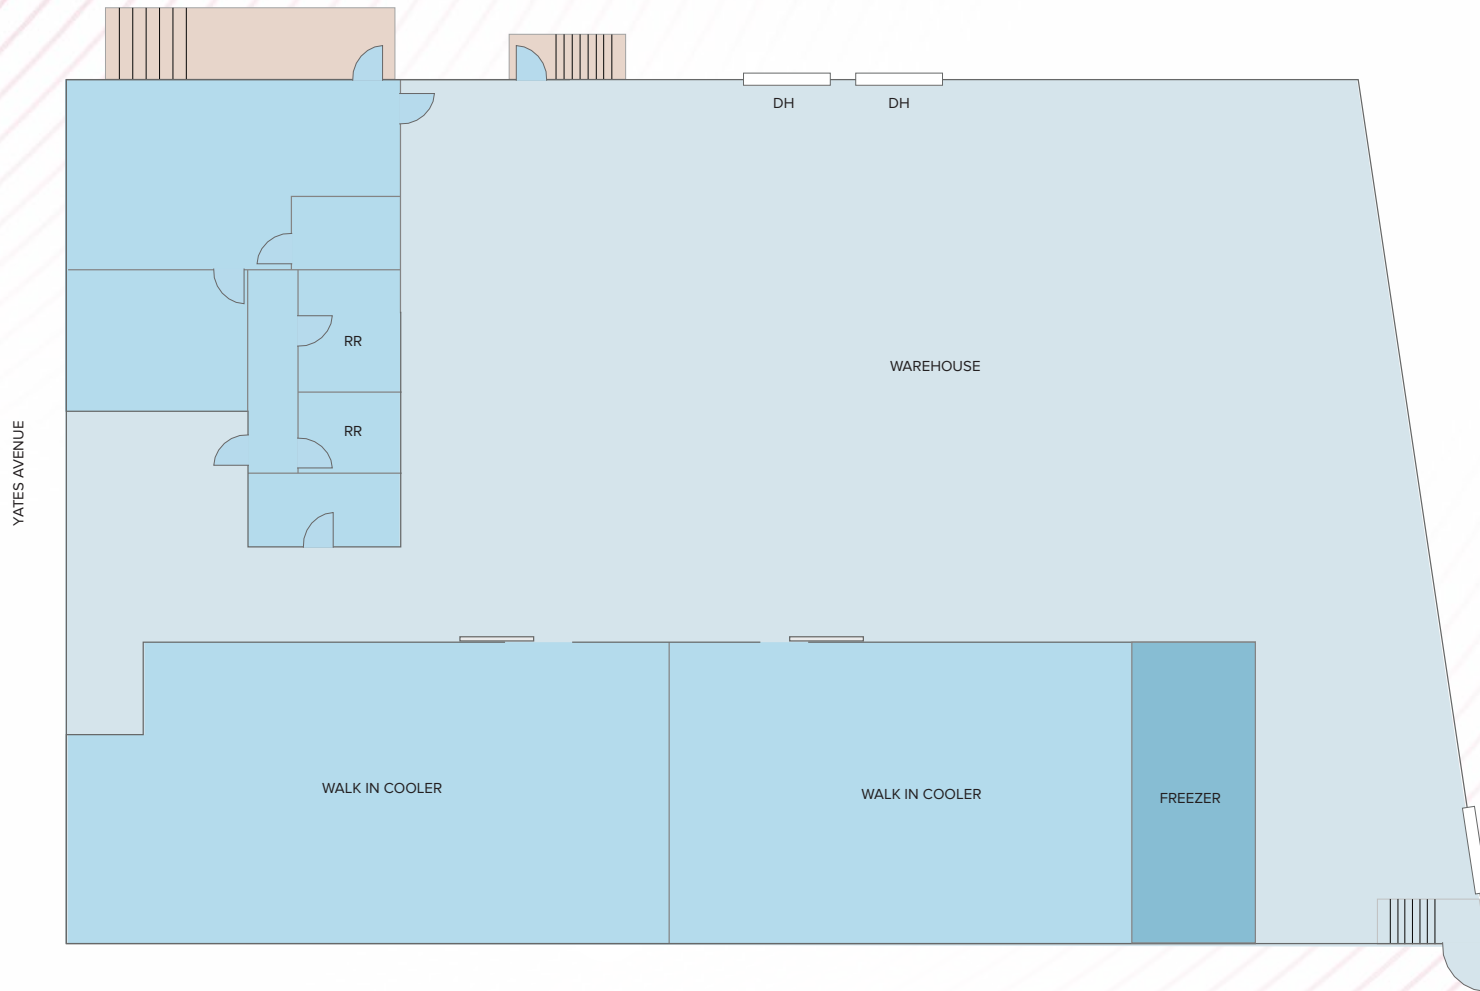 DH
DH
RR
WAREHOUSE
RR
YATES AVENUE
WALK IN COOLER
WALK IN COOLER
FREEZER